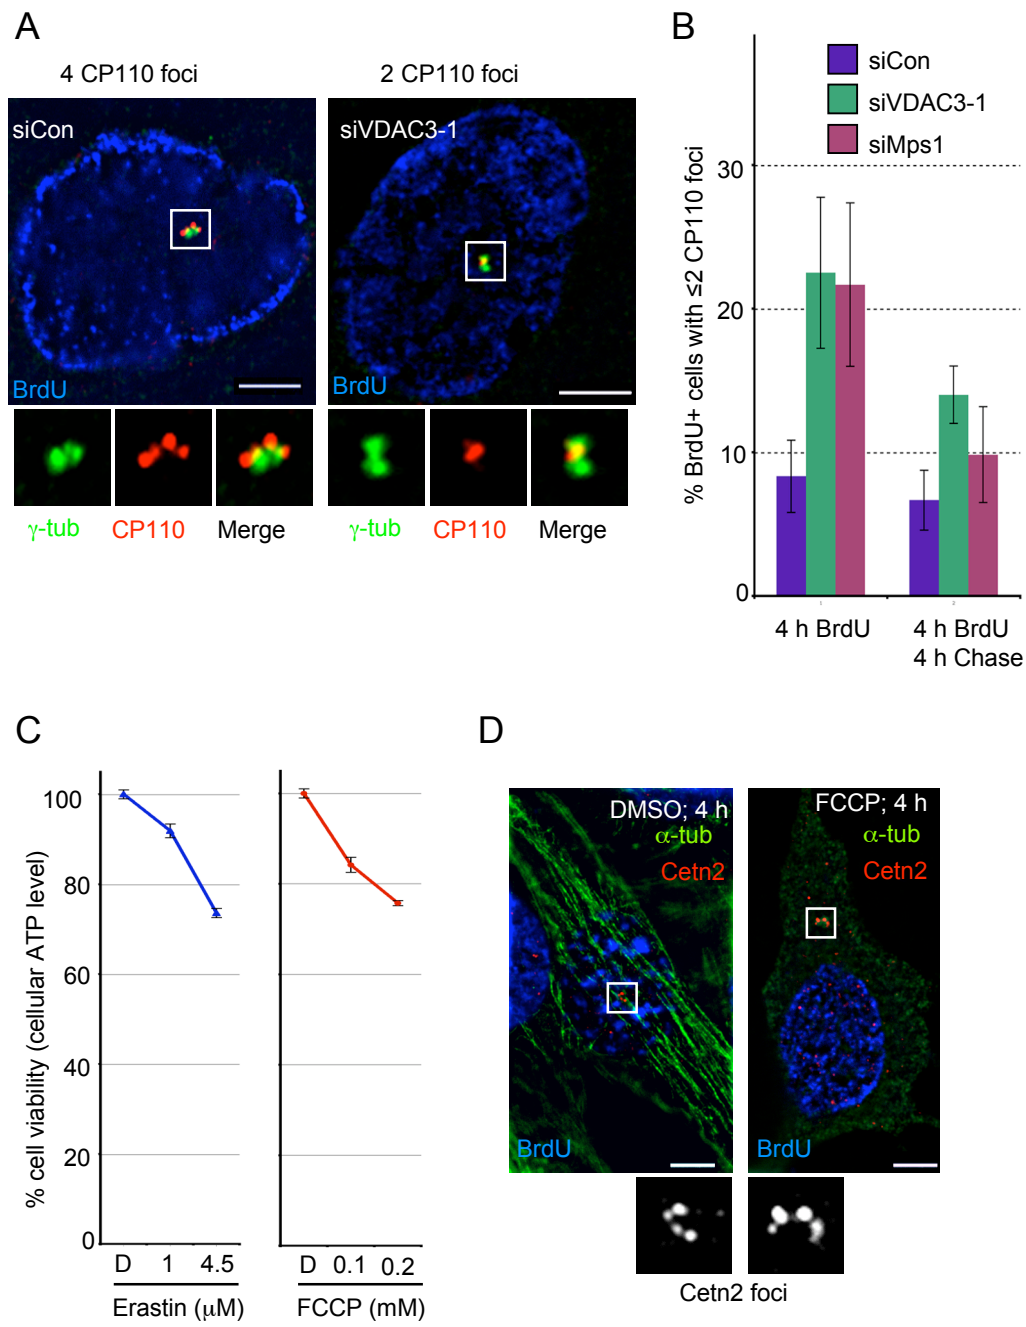 A
4 CP110 foci
2 CP110 foci
siCon
siVDAC3-1
BrdU
BrdU
γ-tub
CP110
Merge
γ-tub
CP110
Merge
B
siCon
siVDAC3-1
siMps1
% BrdU+ cells with ≤2 CP110 foci
30
20
10
0
1
2
4 h BrdU
4 h BrdU
4 h Chase
C
% cell viability (cellular ATP level)
100
80
60
40
20
0
D 1 4.5
Erastin (μM)
D 0.1 0.2
FCCP (mM)
D
DMSO; 4 h
α-tub
Cetn2
BrdU
FCCP; 4 h
α-tub
Cetn2
BrdU
Cetn2 foci